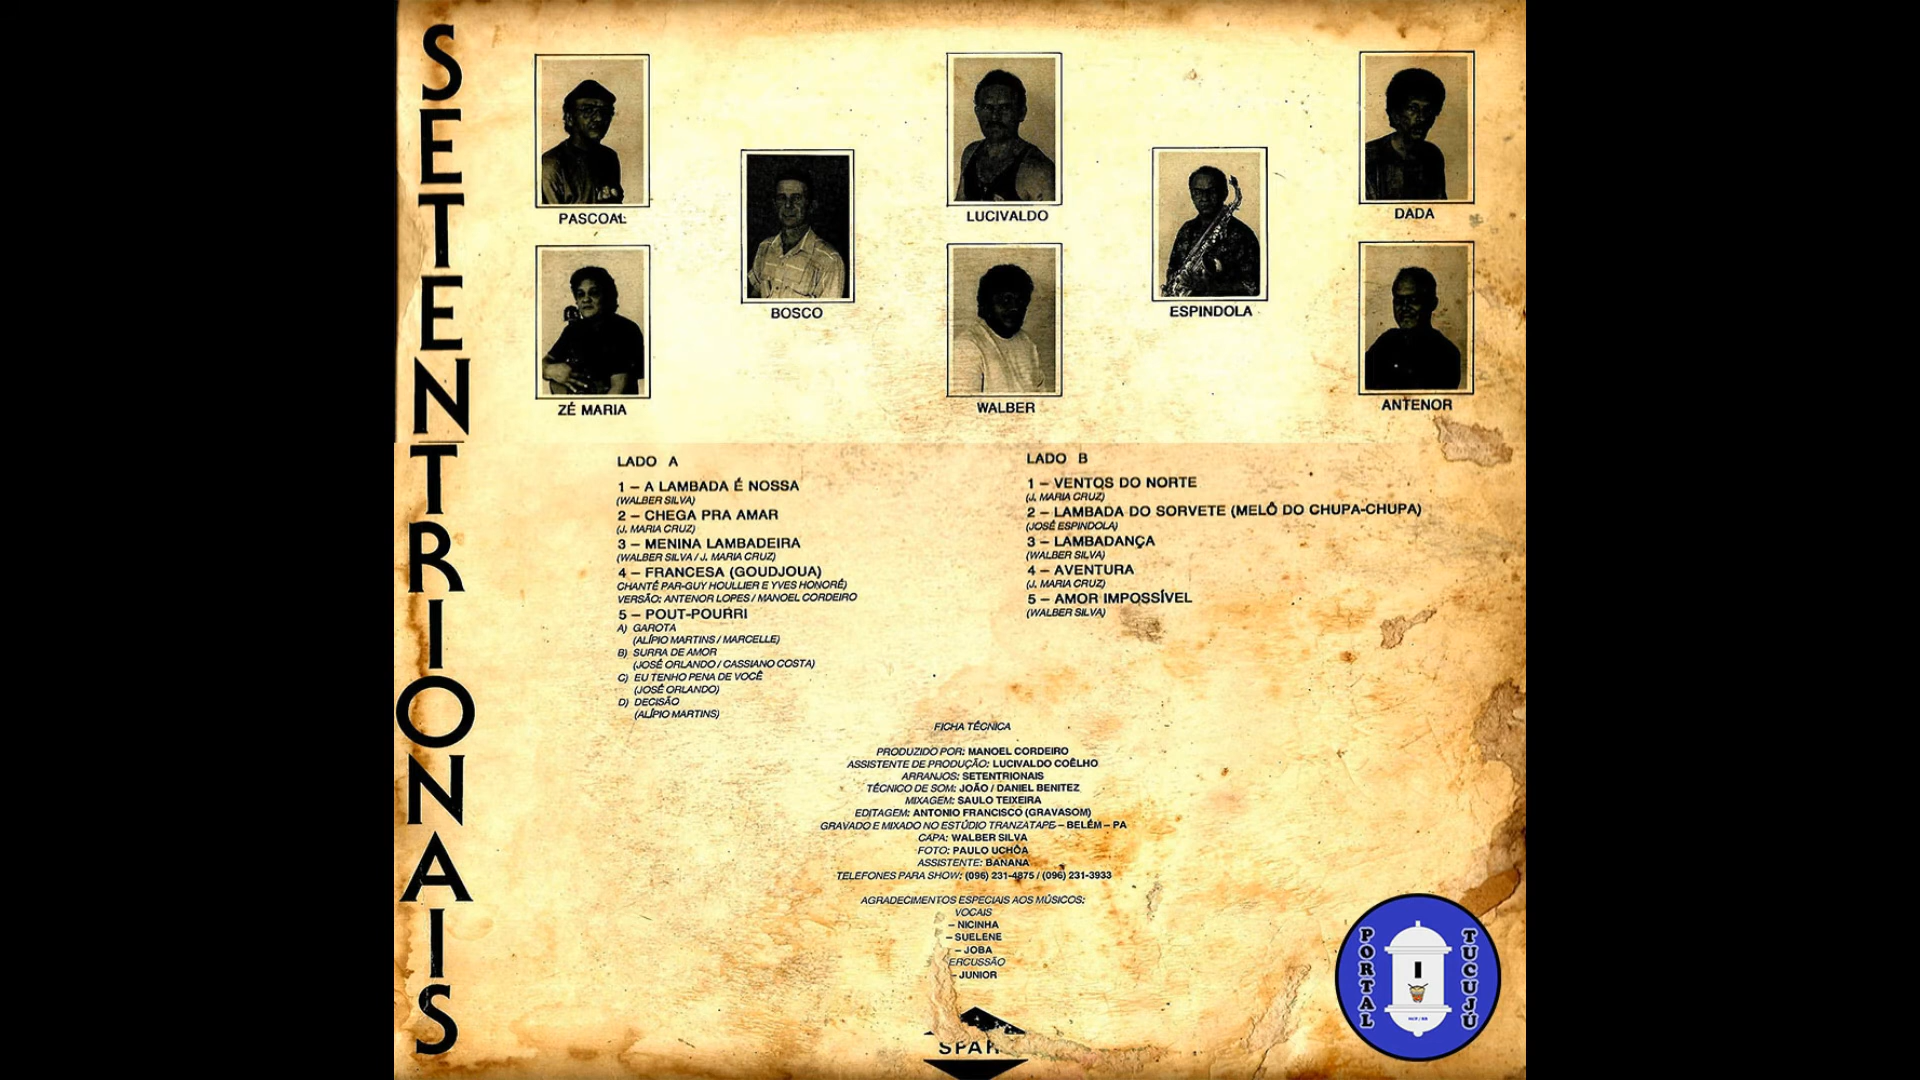 SETENTRIONAIS
PASCOAL
BOSCO
LUCIVALDO
ESPINDOLA
DADA
ZÉ MARIA
WALBER
ANTENOR
LADO A
1 – A LAMBADA É NOSSA
(WALBER SILVA)
2 – CHEGA PRA AMAR
(J. MARIA CRUZ)
3 – MENINA LAMBADEIRA
(WALBER SILVA / J. MARIA CRUZ)
4 – FRANCESA (GOUDJOUA)
CHANTÉ PAR-GUY HOULLIER E YVES HONORÉ)
VERSÃO: ANTENOR LOPES / MANOEL CORDEIRO
5 – POUT-POURRI
A) GAROTA
(ALÍPIO MARTINS / MARCELLE)
B) SURRA DE AMOR
(JOSÉ ORLANDO / CASSIANO COSTA)
C) EU TENHO PENA DE VOCÊ
(JOSÉ ORLANDO)
D) DECISÃO
(ALÍPIO MARTINS)
LADO B
1 – VENTOS DO NORTE
(J. MARIA CRUZ)
2 – LAMBADA DO SORVETE (MELÔ DO CHUPA-CHUPA)
(JOSÉ ESPINDOLA)
3 – LAMBADANÇA
(WALBER SILVA)
4 – AVENTURA
(J. MARIA CRUZ)
5 – AMOR IMPOSSÍVEL
(WALBER SILVA)
FICHA TÉCNICA
PRODUZIDO POR: MANOEL CORDEIRO
ASSISTENTE DE PRODUÇÃO: LUCIVALDO COÊLHO
ARRANJOS: SETENTRIONAIS
TÉCNICO DE SOM: JOÃO / DANIEL BENITEZ
MIXAGEM: SAULO TEIXEIRA
EDITAGEM: ANTONIO FRANCISCO (GRAVASOM)
GRAVADO E MIXADO NO ESTÚDIO TRANZATAPE – BELÉM – PA
CAPA: WALBER SILVA
FOTO: PAULO UCHÔA
ASSISTENTE: BANANA
TELEFONES PARA SHOW: (096) 231-4875 / (096) 231-3933
AGRADECIMENTOS ESPECIAIS AOS MÚSICOS:
VOCAIS
– NICINHA
– SUELENE
– JOBA
ERCUSSÃO
- JUNIOR
PORTAL TUCUJÚ